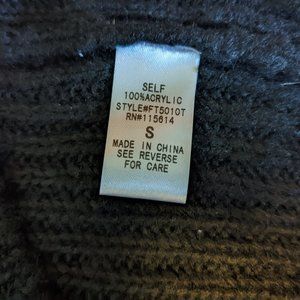 SELF
100%ACRYLIC
STYLE#FT5010T
RN#115614
S
MADE IN CHINA
SEE REVERSE
FOR CARE